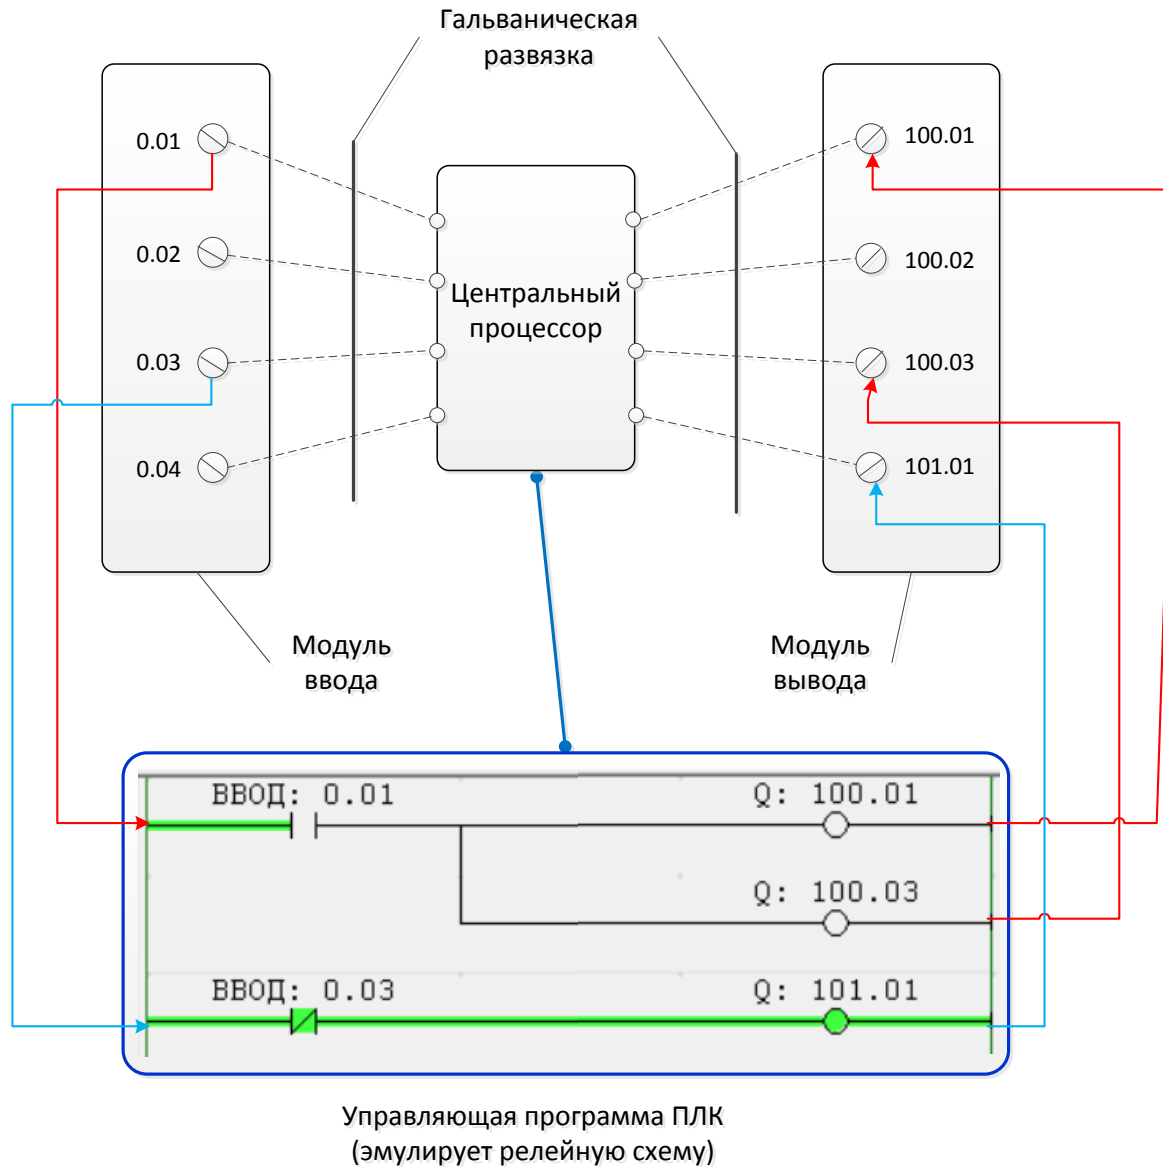 Гальваническая
развязка
0.01
0.02
0.03
0.04
Центральный
процессор
100.01
100.02
100.03
101.01
Модуль
ввода
Модуль
вывода
ВВОД: 0.01
Q: 100.01
Q: 100.03
ВВОД: 0.03
Q: 101.01
Управляющая программа ПЛК
(эмулирует релейную схему)